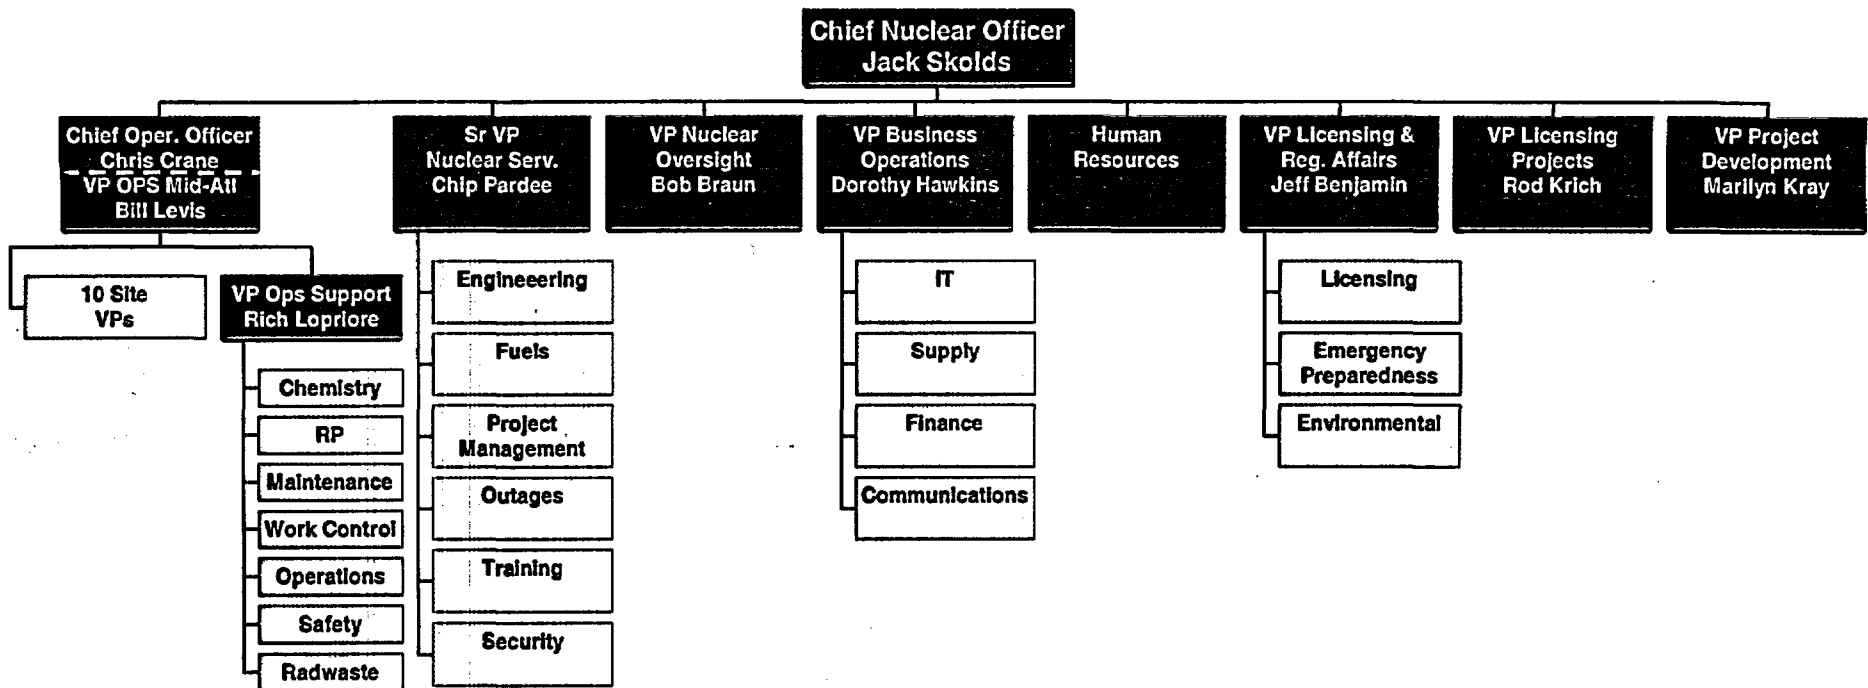 Chief Nuclear Officer
Jack Skolds
Chief Oper. Officer
Chris Crane
VP OPS Mid-Atl
Bill Levis
10 Site
VPs
VP Ops Support
Rich Lopriore
Chemistry
RP
Maintenance
Work Control
Operations
Safety
Radwaste
Sr VP
Nuclear Serv.
Chip Pardee
Engineeering
Fuels
Project
Management
Outages
Training
Security
VP Nuclear
Oversight
Bob Braun
VP Business
Operations
Dorothy Hawkins
IT
Supply
Finance
Communications
Human
Resources
VP Licensing &
Reg. Affairs
Jeff Benjamin
Licensing
Emergency
Preparedness
Environmental
VP Licensing
Projects
Rod Krich
VP Project
Development
Marilyn Kray